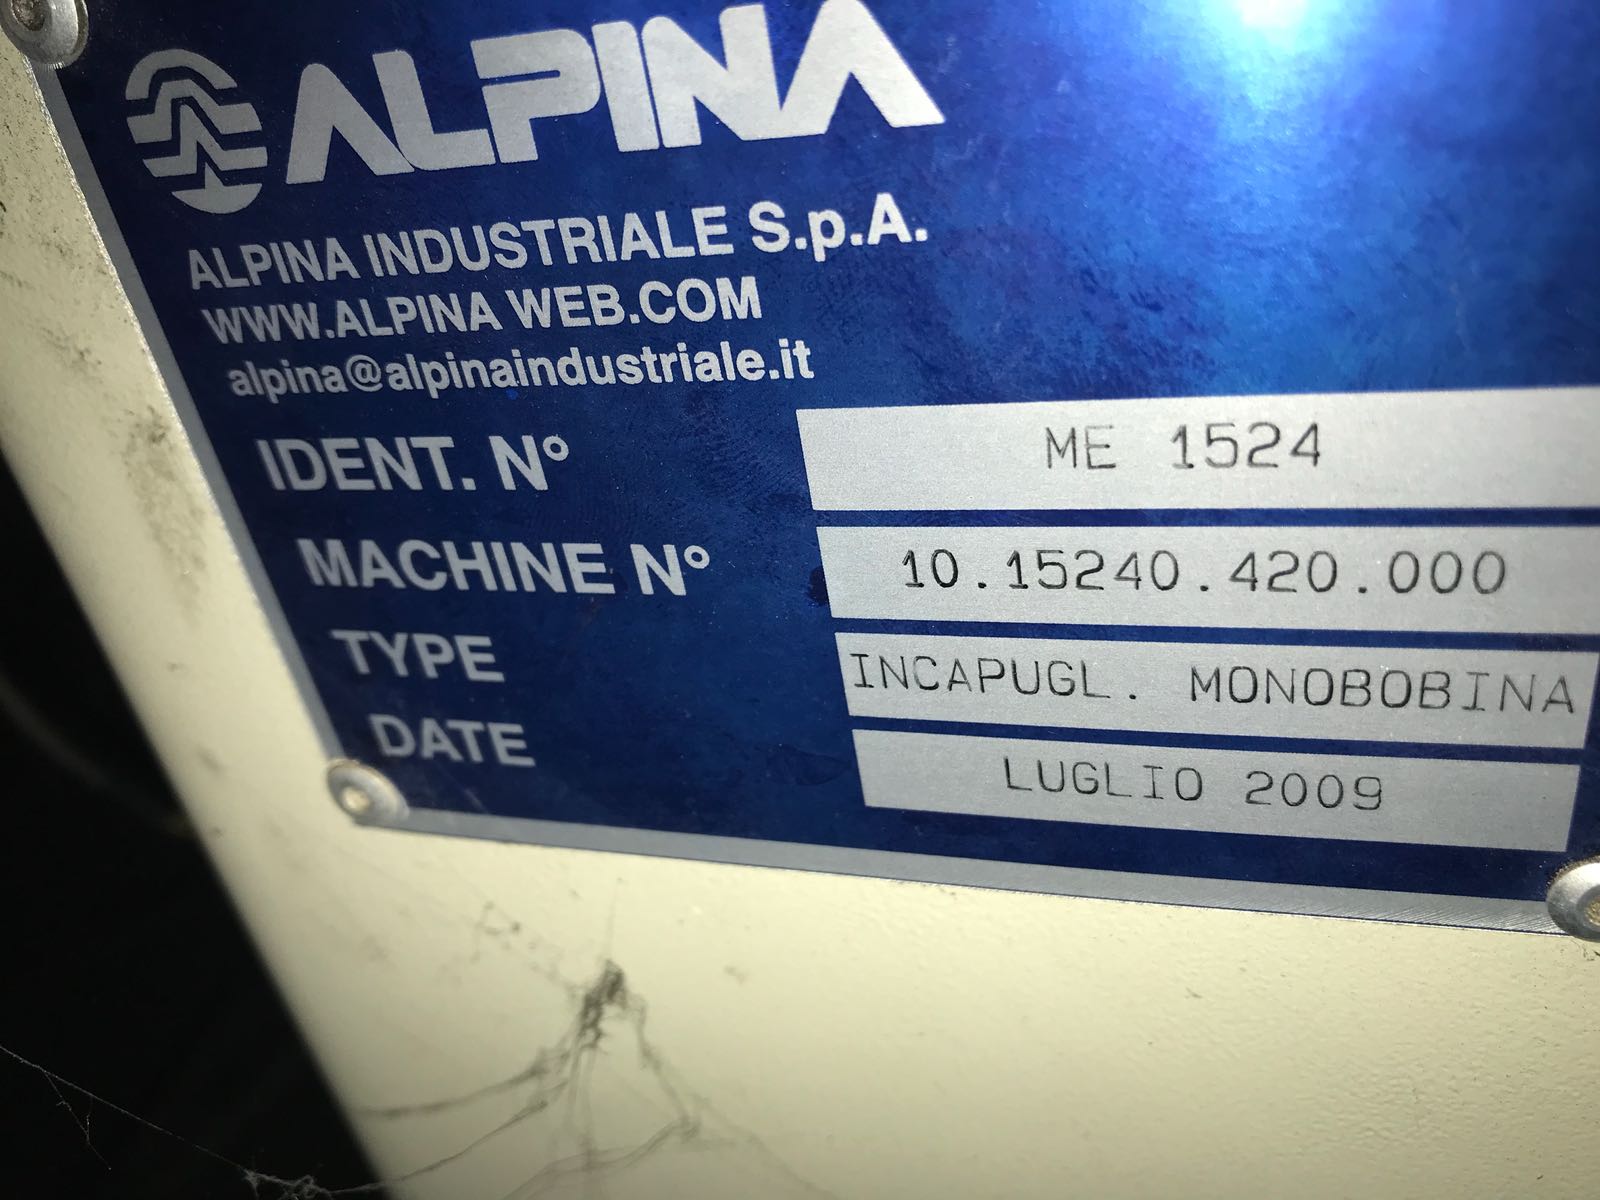 ALPINA
ALPINA INDUSTRIALE S.p.A.
WWW.ALPINA WEB.COM
alpina@alpinaindustriale.it
IDENT. N° ME 1524
MACHINE N° 10.15240.420.000
TYPE INCAPUGL. MONOBOBINA
DATE LUGLIO 2009